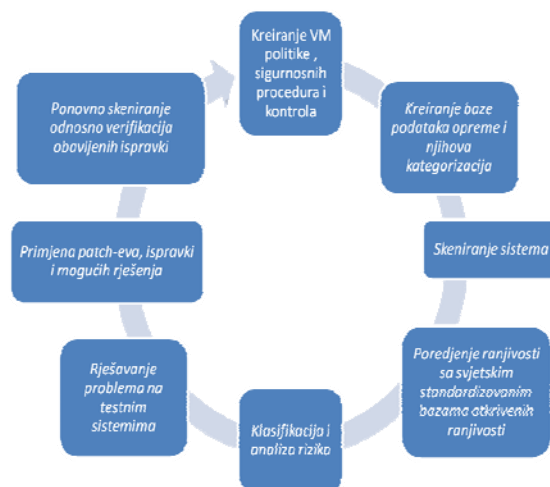 Kreiranje VM
politike ,
sigurnosnih
procedura i
kontrola
Kreiranje baze
podataka opreme i
njihova
kategorizacija
Skeniranje sistema
Poredjenje ranjivosti
sa svjetskim
standardizovanim
bazama otkrivenih
ranjivosti
Klasifikacija i
analiza rizika
Rješavanje
problema na
testnim
sistemima
Primjena patch-eva, ispravki
i mogućih rješenja
Ponovno skeniranje
odnosno verifikacija
obavljenih ispravki